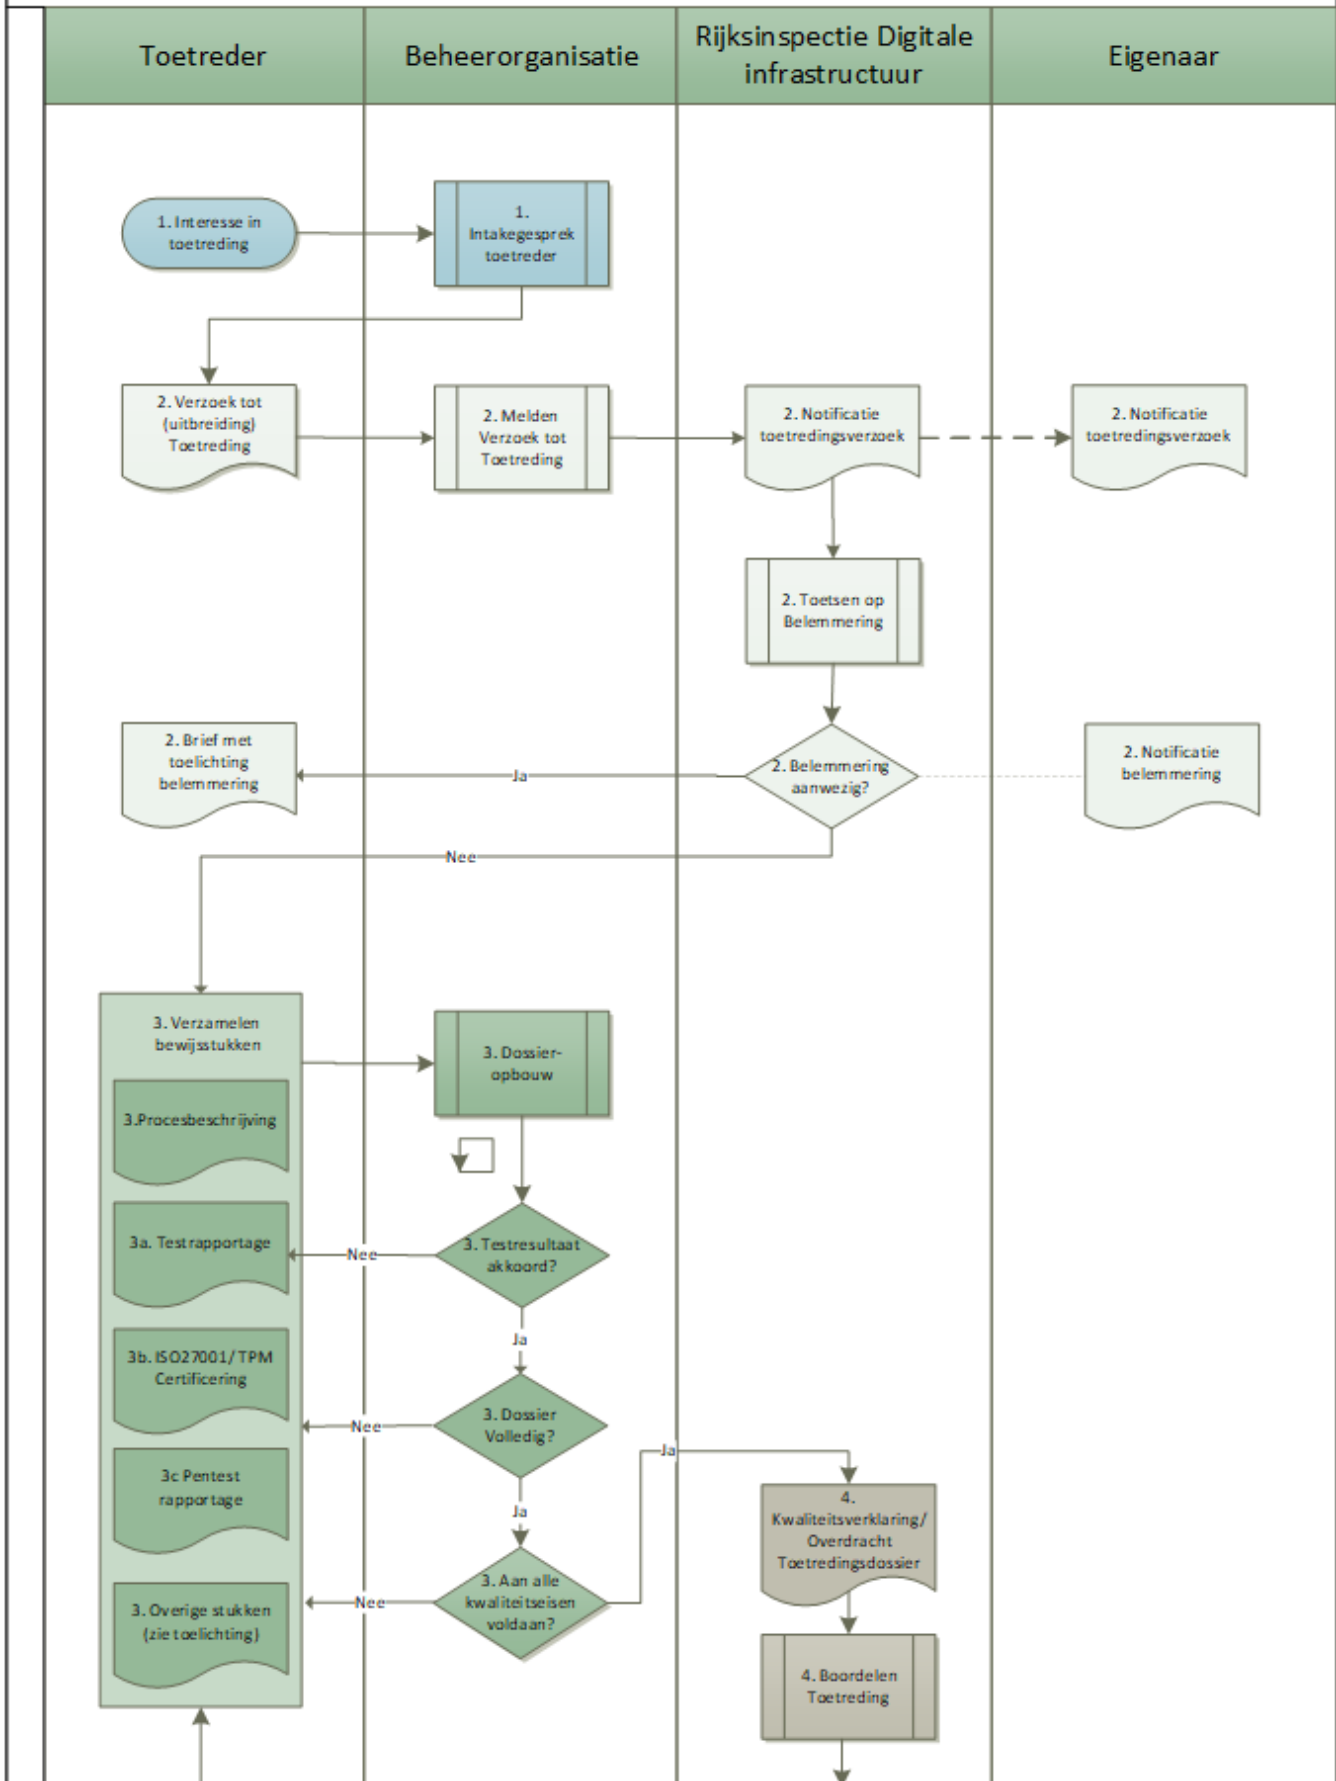 Toetreder
Beheerorganisatie
Rijksinspectie Digitale
infrastructuur
Eigenaar
1. Interesse in
toetreding
1.
Intakegesprek
toetreder
2. Verzoek tot
(uitbreiding)
Toetreding
2. Melden
Verzoek tot
Toetreding
2. Notificatie
toetredingsverzoek
2. Notificatie
toetredingsverzoek
2. Toetsen op
Belemmering
2. Brief met
toelichting
belemmering
Ja
2. Belemmering
aanwezig?
2. Notificatie
belemmering
Nee
3. Verzamelen
bewijsstukken
3. Dossier-
opbouw
3.Procesbeschrijving
3a. Testrapportage
Nee
3. Testresultaat
akkoord?
Ja
3b. ISO27001/ TPM
Certificering
Nee
3. Dossier
Volledig?
Ja
3c Pentest
rapportage
Ja
4.
Kwaliteitsverklaring/
Overdracht
Toetredingsdossier
3. Overige stukken
(zie toelichting)
Nee
3. Aan alle
kwaliteitseisen
voldaan?
4. Boordelen
Toetreding